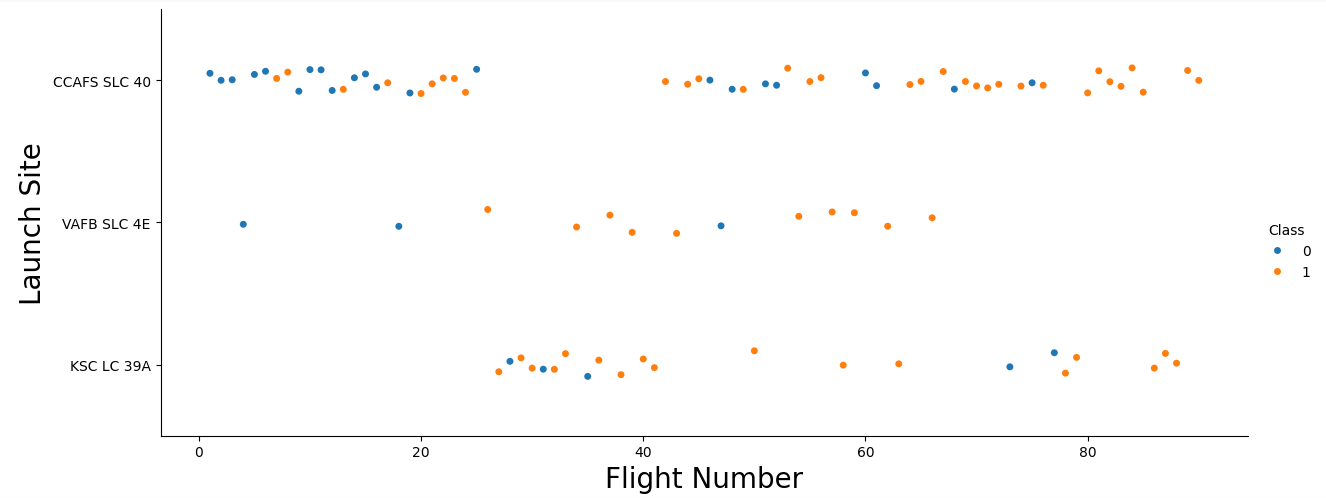 Launch Site
CCAFS SLC 40
VAFB SLC 4E
KSC LC 39A
0
20
40
60
80
Flight Number
Class
0
1